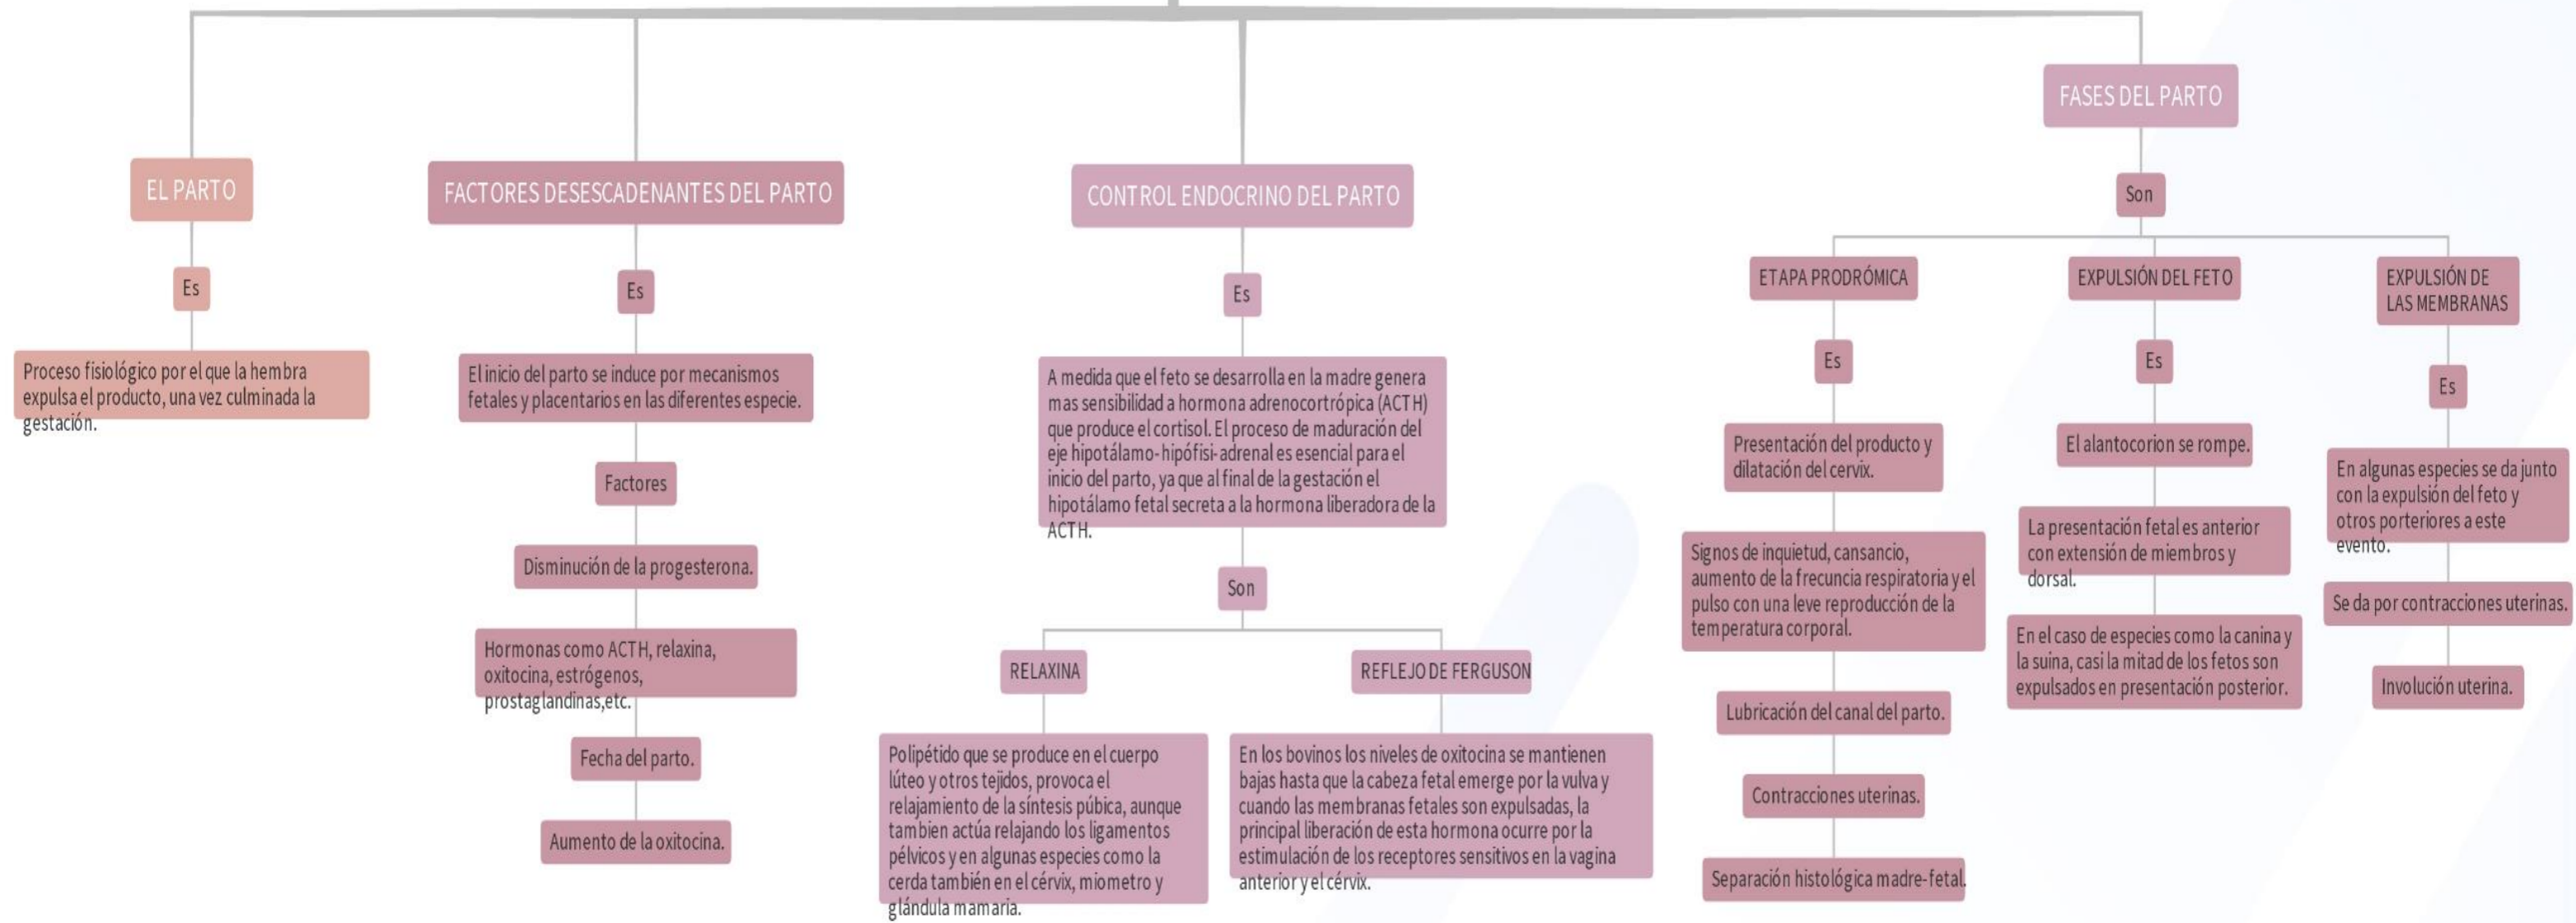 EL PARTO
Es
Proceso fisiológico por el que la hembra
expulsa el producto, una vez culminada la
gestación.
FACTORES DESESCADENANTES DEL PARTO
Es
El inicio del parto se induce por mecanismos
fetales y placentarios en las diferentes especie.
Factores
Disminución de la progesterona.
Hormonas como ACTH, relaxina,
oxitocina, estrógenos,
prostaglandinas,etc.
Fecha del parto.
Aumento de la oxitocina.
CONTROL ENDOCRINO DEL PARTO
Es
A medida que el feto se desarrolla en la madre genera
mas sensibilidad a hormona adrenocortrópica (ACTH)
que produce el cortisol. El proceso de maduración del
eje hipotálamo-hipófisi-adrenal es esencial para el
inicio del parto, ya que al final de la gestación el
hipotálamo fetal secreta a la hormona liberadora de la
ACTH.
Son
RELAXINA
Polipétido que se produce en el cuerpo
lúteo y otros tejidos, provoca el
relajamiento de la síntesis púbica, aunque
tambien actúa relajando los ligamentos
pélvicos y en algunas especies como la
cerda también en el cérvix, miometro y
glándula mamaria.
REFLEJO DE FERGUSON
En los bovinos los niveles de oxitocina se mantienen
bajas hasta que la cabeza fetal emerge por la vulva y
cuando las membranas fetales son expulsadas, la
principal liberación de esta hormona ocurre por la
estimulación de los receptores sensitivos en la vagina
anterior y el cérvix.
FASES DEL PARTO
Son
ETAPA PRODRÓMICA
Es
Presentación del producto y
dilatación del cervix.
Signos de inquietud, cansancio,
aumento de la frecuncia respiratoria y el
pulso con una leve reproducción de la
temperatura corporal.
Lubricación del canal del parto.
Contracciones uterinas.
Separación histológica madre-fetal.
EXPULSIÓN DEL FETO
Es
El alantocorion se rompe.
La presentación fetal es anterior
con extensión de miembros y
dorsal.
En el caso de especies como la canina y
la suina, casi la mitad de los fetos son
expulsados en presentación posterior.
EXPULSIÓN DE
LAS MEMBRANAS
Es
En algunas especies se da junto
con la expulsión del feto y
otros porteriores a este
evento.
Se da por contracciones uterinas.
Involución uterina.